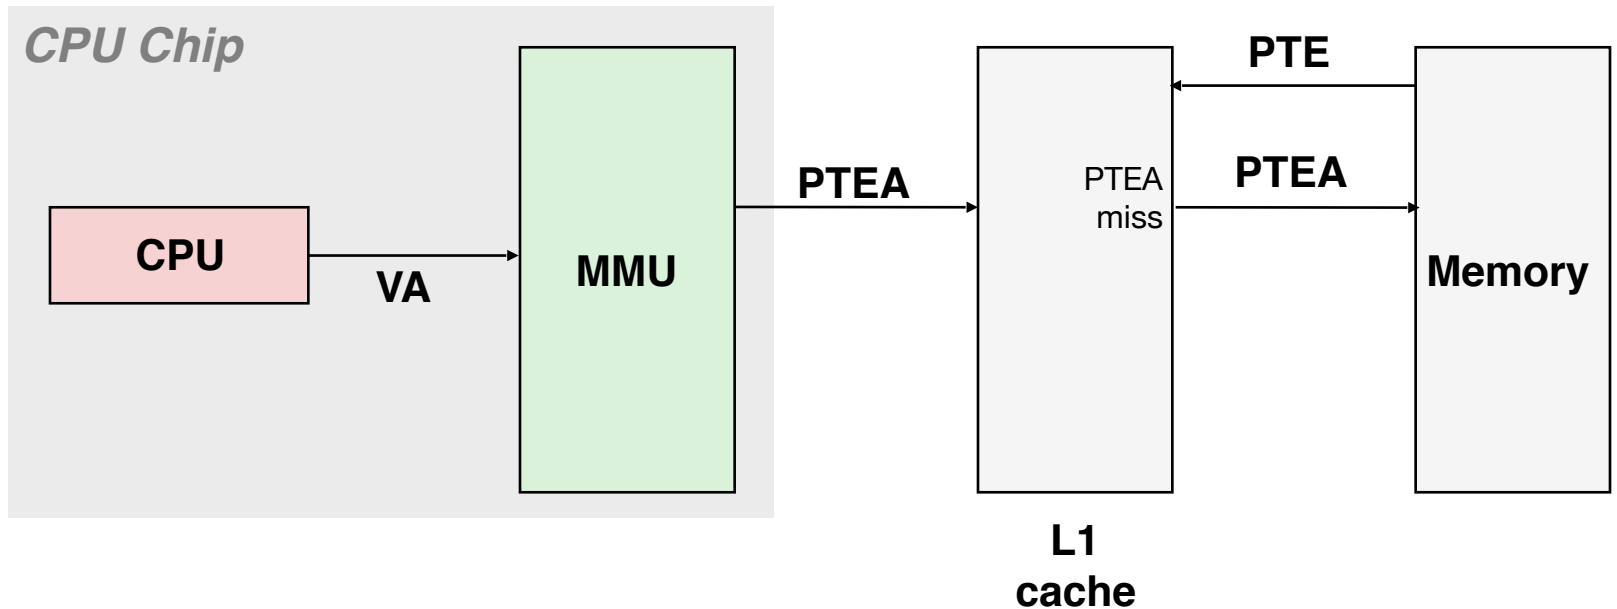 CPU Chip
PTE
PTEA
PTEA
PTEA
miss
CPU
VA
MMU
Memory
L1
cache